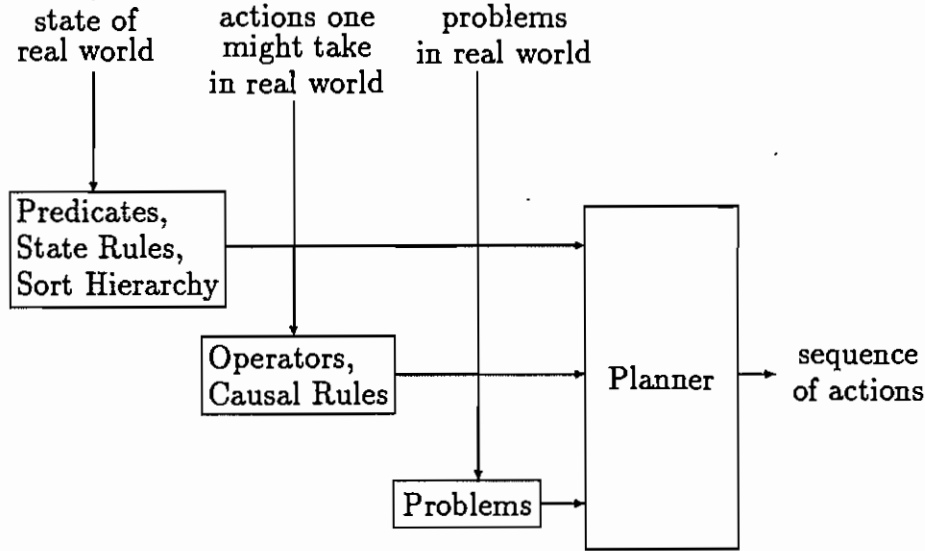 state of
real world
actions one
might take
in real world
problems
in real world
Predicates,
State Rules,
Sort Hierarchy
Operators,
Causal Rules
Problems
Planner
sequence
of actions